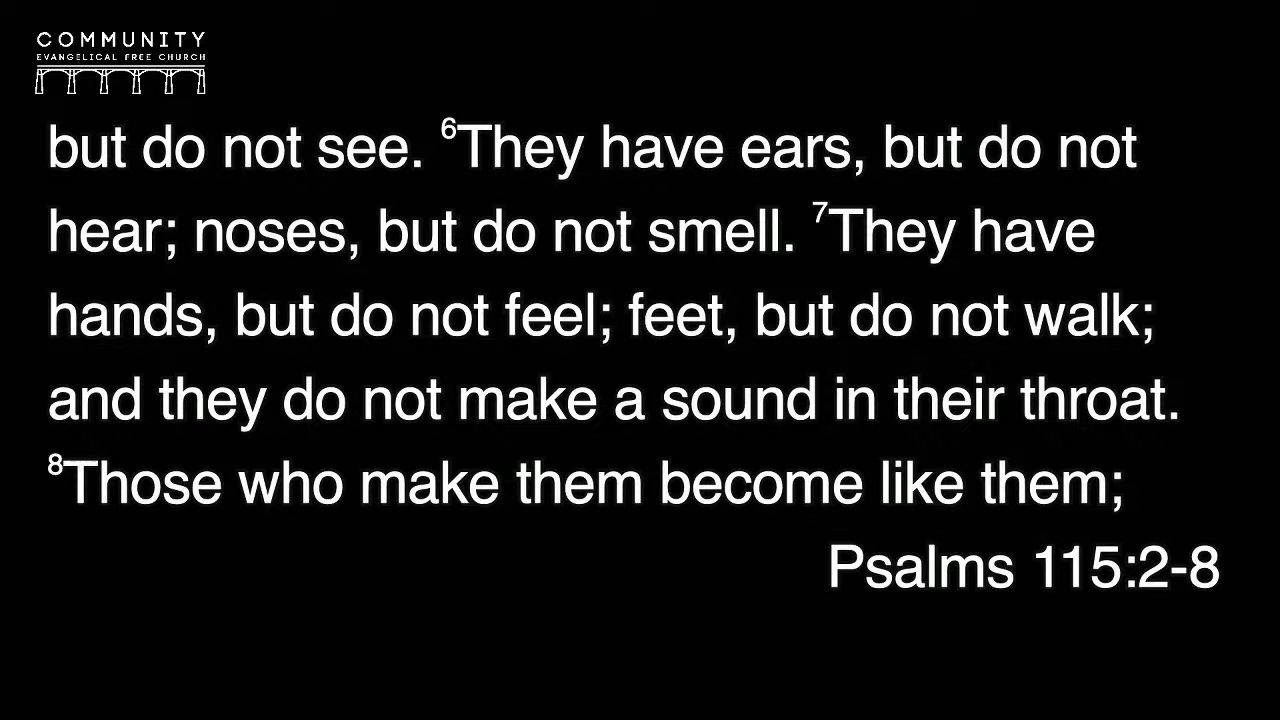 COMMUNITY
EVANGELICAL FREE CHURCH
but do not see. ⁶They have ears, but do not
hear; noses, but do not smell. ⁷They have
hands, but do not feel; feet, but do not walk;
and they do not make a sound in their throat.
⁸Those who make them become like them;
Psalms 115:2-8